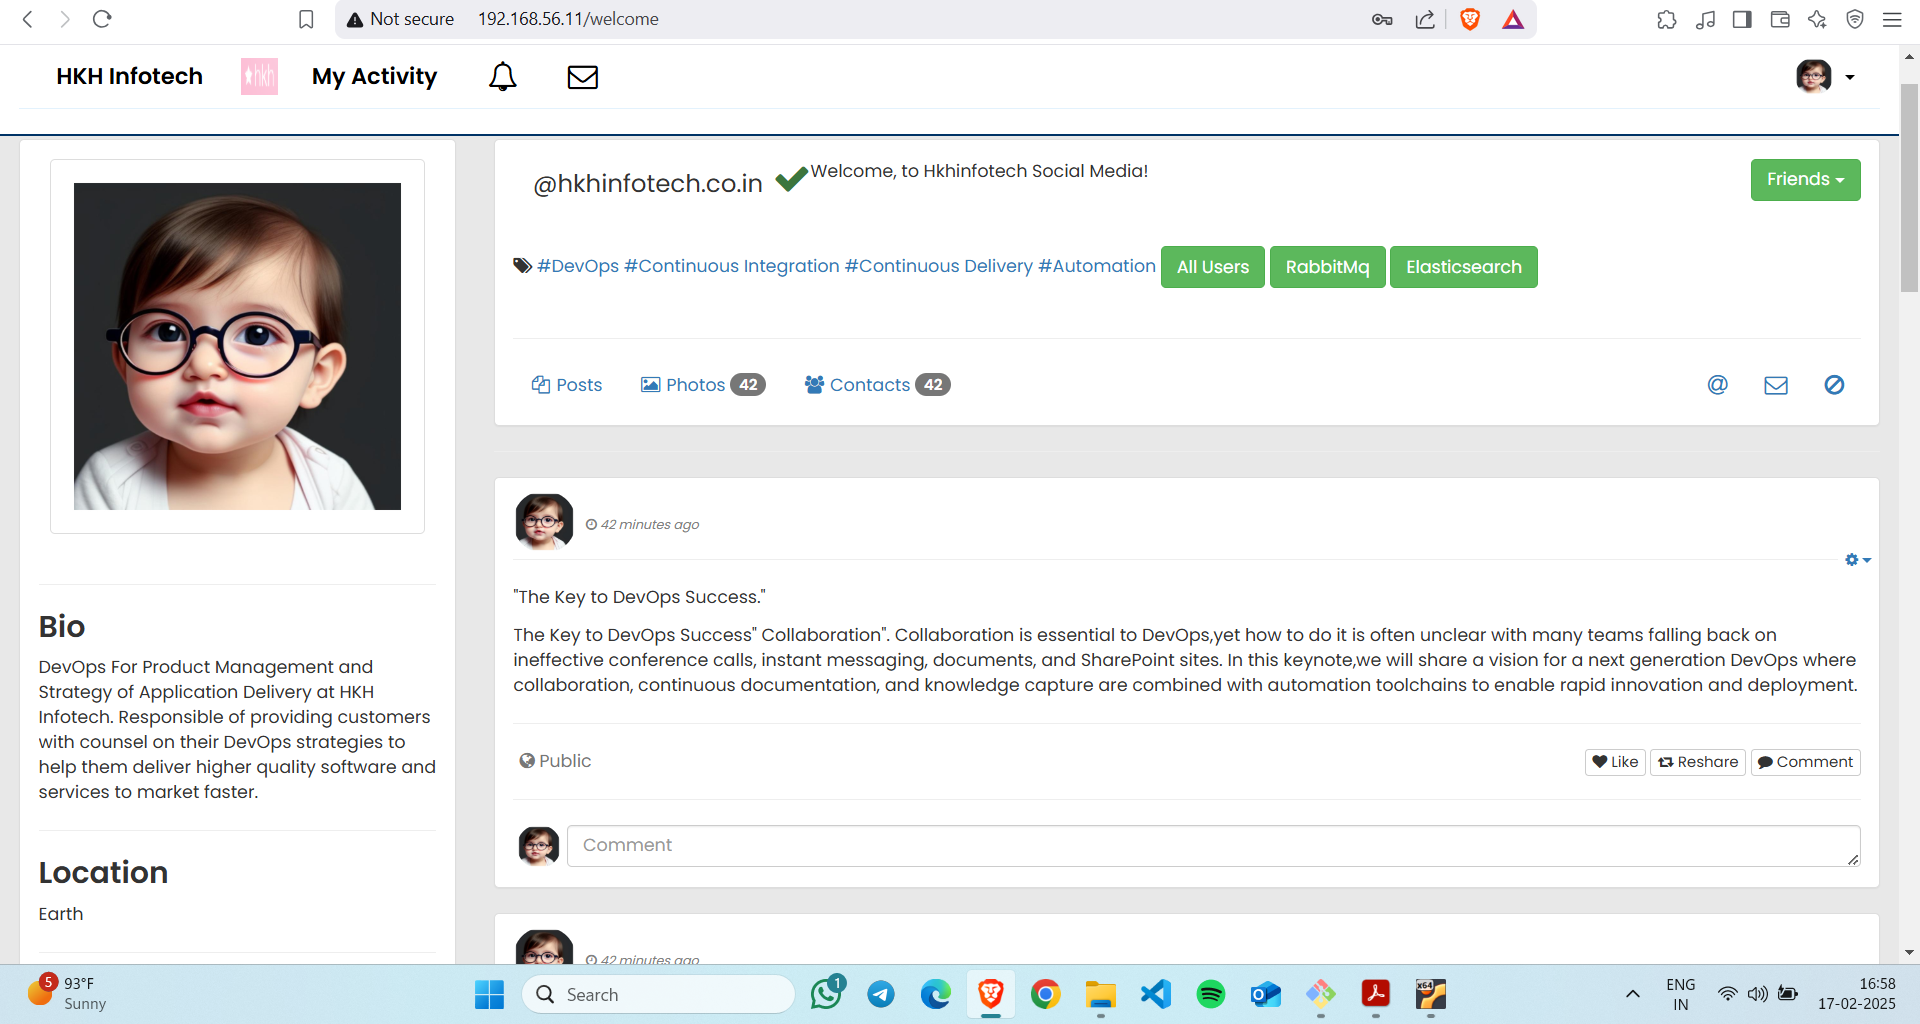 Not secure 192.168.56.11/welcome
HKH Infotech hkh My Activity
@hkhinfotech.co.in Welcome, to Hkhinfotech Social Media! Friends
#DevOps #Continuous Integration #Continuous Delivery #Automation All Users RabbitMq Elasticsearch
Posts Photos 42 Contacts 42 @
42 minutes ago
"The Key to DevOps Success."
The Key to DevOps Success" Collaboration". Collaboration is essential to DevOps,yet how to do it is often unclear with many teams falling back on
ineffective conference calls, instant messaging, documents, and SharePoint sites. In this keynote,we will share a vision for a next generation DevOps where
collaboration, continuous documentation, and knowledge capture are combined with automation toolchains to enable rapid innovation and deployment.
Public Like Reshare Comment
Comment
42 minutes ago
Bio
DevOps For Product Management and
Strategy of Application Delivery at HKH
Infotech. Responsible of providing customers
with counsel on their DevOps strategies to
help them deliver higher quality software and
services to market faster.
Location
Earth
5 93°F
Sunny
Search
1
X64
ENG
IN
16:58
17-02-2025